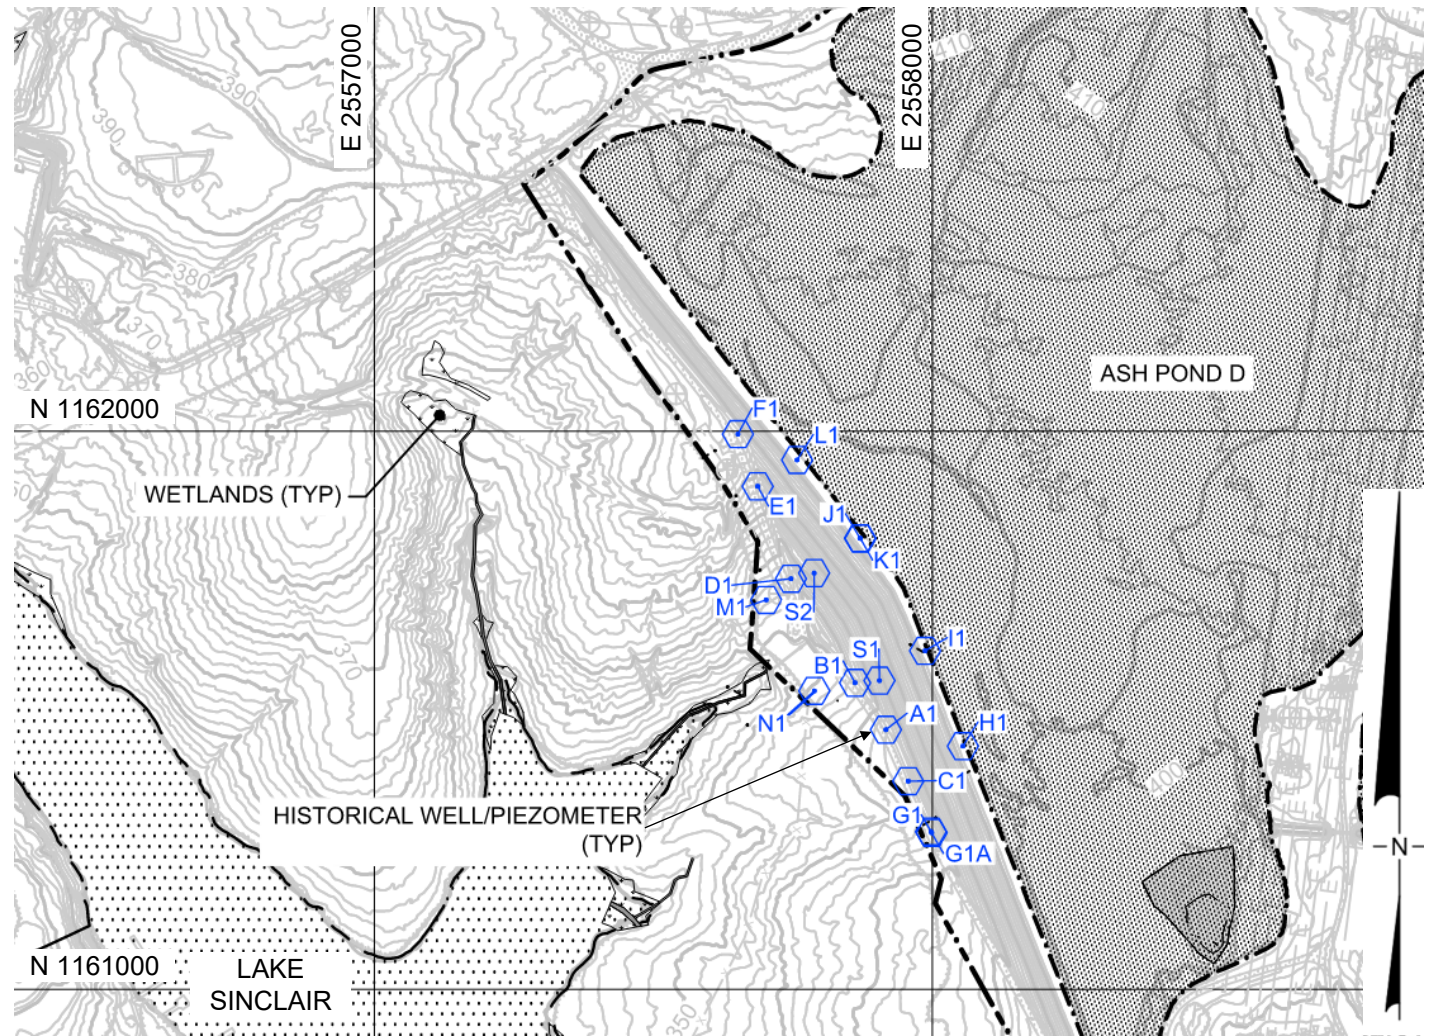 E 2557000
E 2558000
410
410
390
390
380
370
360
N 1162000
ASH POND D
WETLANDS (TYP)
F1
L1
E1
J1
K1
D1
M1
S2
I1
S1
B1
N1
A1
H1
C1
370
400
HISTORICAL WELL/PIEZOMETER
(TYP)
G1
G1A
N
N 1161000
LAKE
SINCLAIR
350